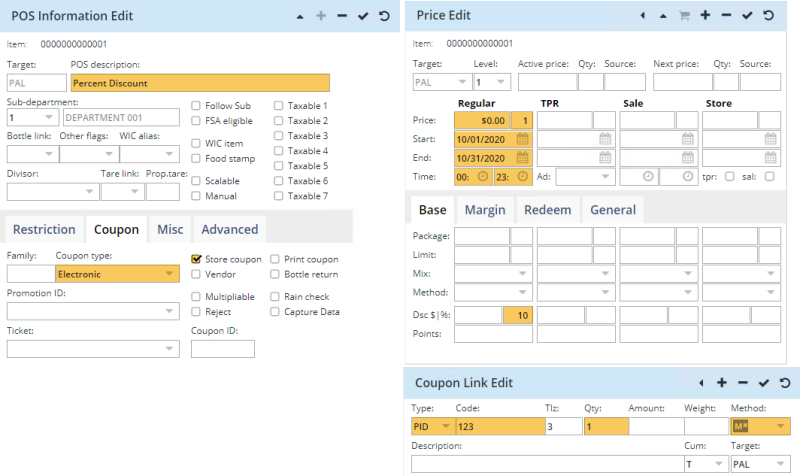 POS Information Edit
Item: 0000000000001
Target: POS description:
PAL Percent Discount
Sub-department:
1 DEPARTMENT 001
Bottle link: Other flags: WIC alias:
Divisor: Tare link: Prop.tare:
Follow Sub
FSA eligible
WIC item
Food stamp
Scalable
Manual
Taxable 1
Taxable 2
Taxable 3
Taxable 4
Taxable 5
Taxable 6
Taxable 7
Restriction Coupon Misc Advanced
Family: Coupon type:
Electronic
Promotion ID:
Ticket:
Store coupon
Vendor
Multipliable
Reject
Print coupon
Bottle return
Rain check
Capture Data
Coupon ID:
Price Edit
Item: 0000000000001
Target: Level: Active price: Qty: Source: Next price: Qty: Source:
PAL 1
Regular TPR Sale Store
Price: $0.00 1
Start: 10/01/2020
End: 10/31/2020
Time: 00: 23: Ad: tpr: sal:
Base Margin Redeem General
Package:
Limit:
Mix:
Method:
Dsc $|%: 10
Points:
Coupon Link Edit
Type: Code: Tlz: Qty: Amount: Weight: Method:
PID 123 3 1
Description: Cum: Target:
T PAL